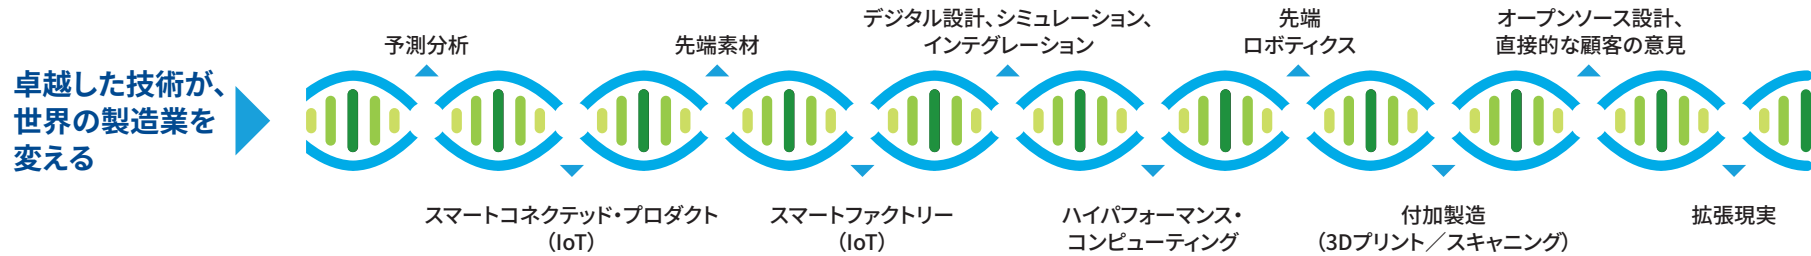 卓越した技術が、
世界の製造業を
変える
予測分析
スマートコネクテッド・プロダクト
（IoT）
先端素材
スマートファクトリー
（IoT）
デジタル設計、シミュレーション、
インテグレーション
ハイパフォーマンス・
コンピューティング
先端
ロボティクス
付加製造
（3Dプリント／スキャニング）
オープンソース設計、
直接的な顧客の意見
拡張現実